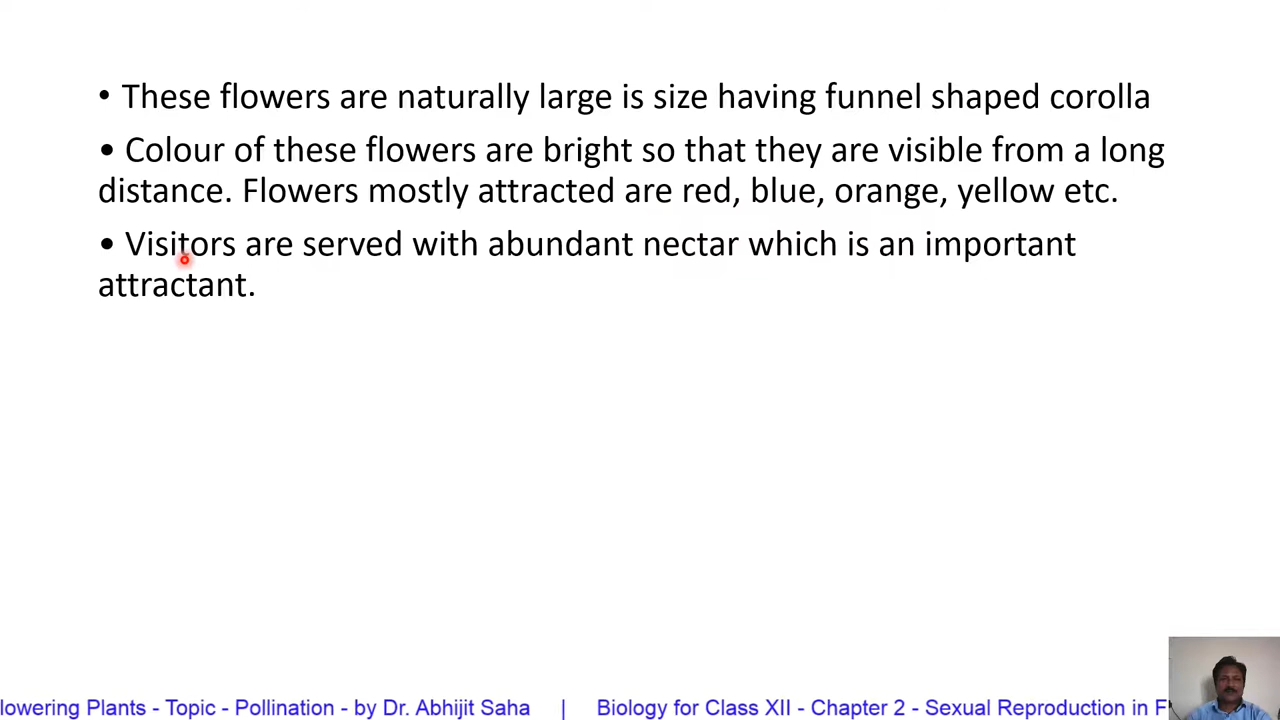 • These flowers are naturally large is size having funnel shaped corolla
• Colour of these flowers are bright so that they are visible from a long
distance. Flowers mostly attracted are red, blue, orange, yellow etc.
• Visitors are served with abundant nectar which is an important
attractant.
lowering Plants - Topic - Pollination - by Dr. Abhijit Saha | Biology for Class XII - Chapter 2 - Sexual Reproduction in F